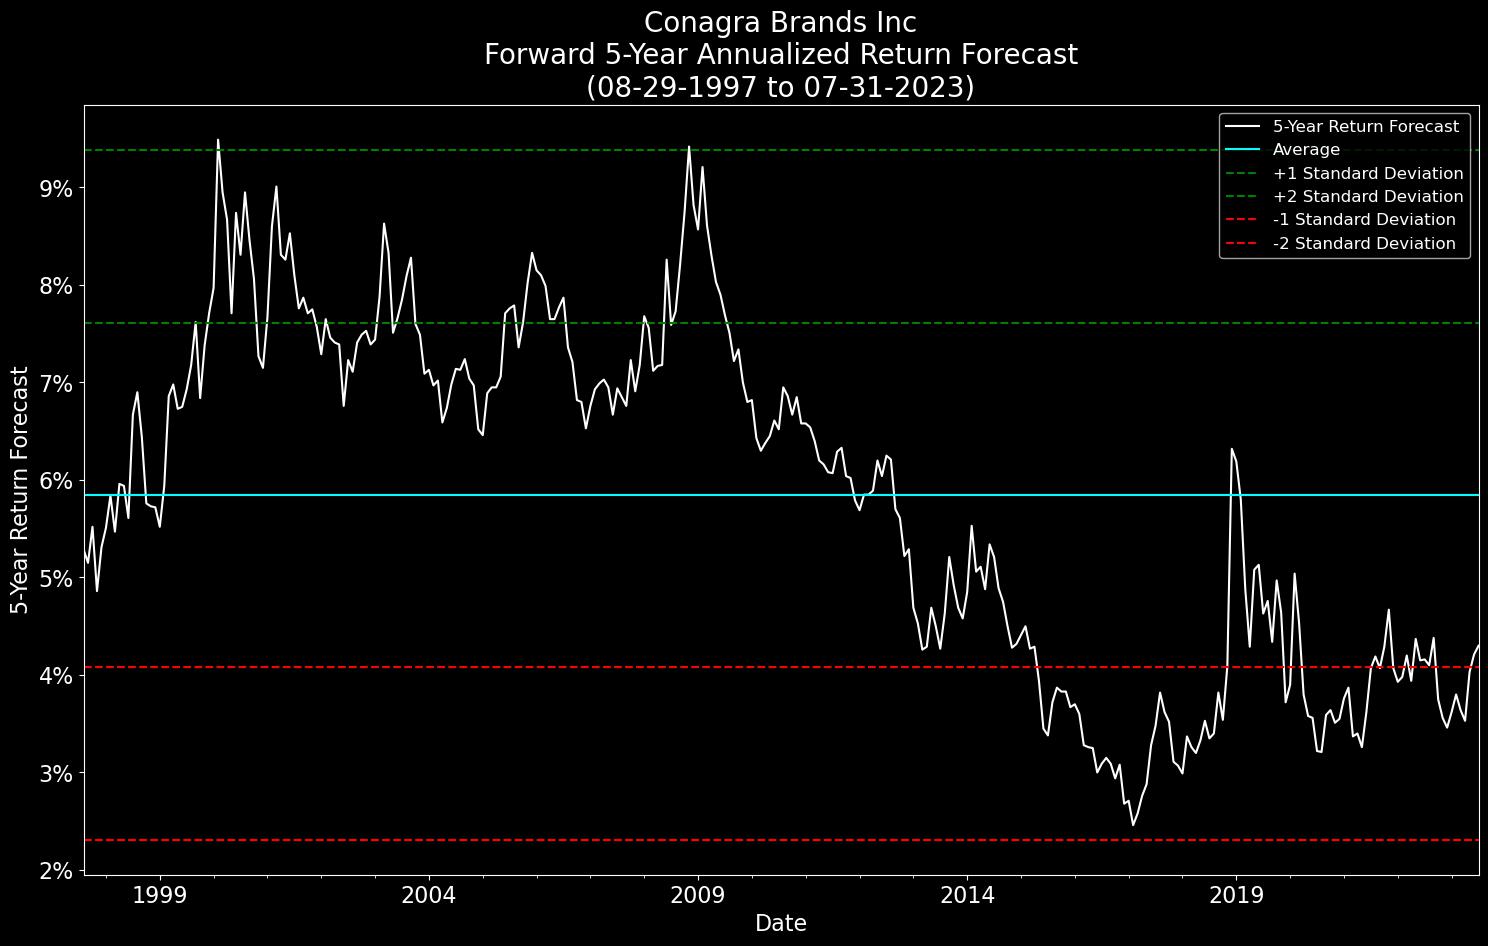 Conagra Brands Inc
Forward 5-Year Annualized Return Forecast
(08-29-1997 to 07-31-2023)
5-Year Return Forecast
Average
+1 Standard Deviation
+2 Standard Deviation
-1 Standard Deviation
-2 Standard Deviation
9%
8%
7%
6%
5%
4%
3%
2%
5-Year Return Forecast
1999
2004
2009
2014
2019
Date